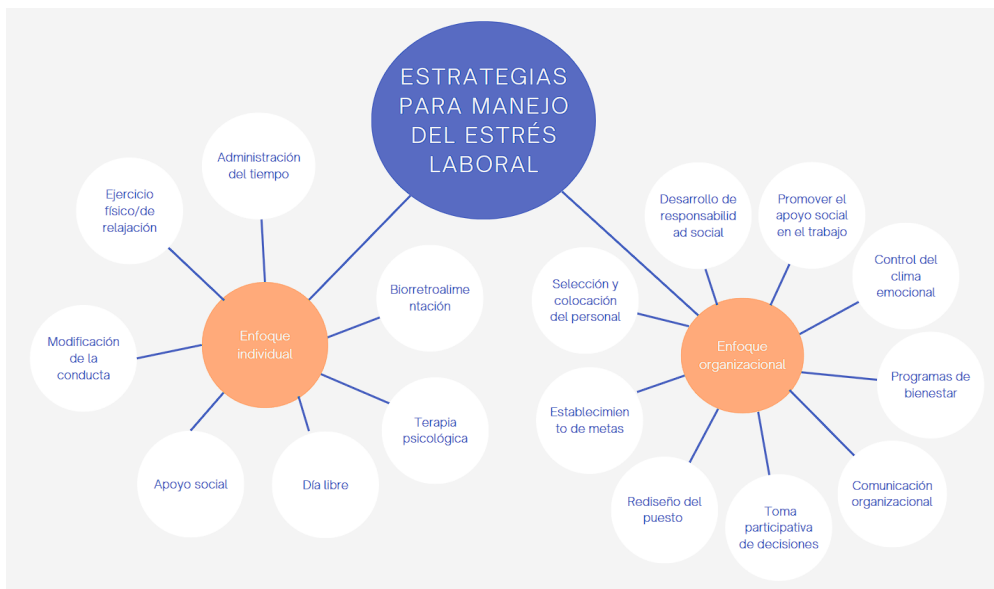 ESTRATEGIAS
PARA MANEJO
DEL ESTRÉS
LABORAL
Enfoque
individual
Administración
del tiempo
Ejercicio
físico/de
relajación
Modificación
de la
conducta
Apoyo social
Día libre
Terapia
psicológica
Biorretroalime
ntación
Enfoque
organizacional
Desarrollo de
responsabilid
ad social
Promover el
apoyo social
en el trabajo
Control del
clima
emocional
Programas de
bienestar
Comunicación
organizacional
Toma
participativa
de decisiones
Rediseño del
puesto
Establecimien
to de metas
Selección y
colocación
del personal